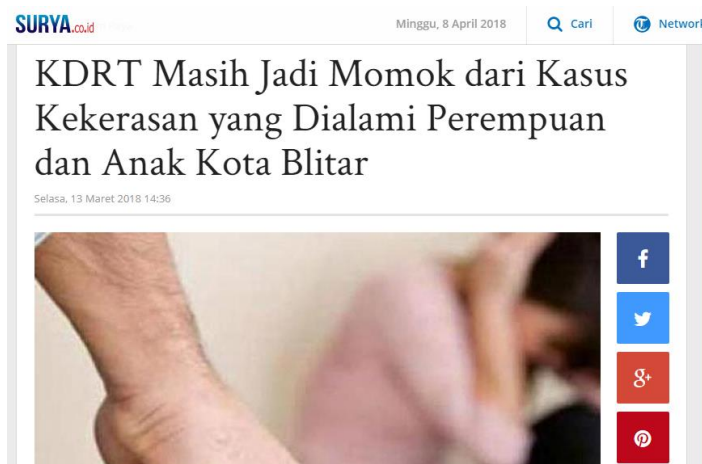 SURYA.co.id
Minggu, 8 April 2018
Cari
Network
KDRT Masih Jadi Momok dari Kasus
Kekerasan yang Dialami Perempuan
dan Anak Kota Blitar
Selasa, 13 Maret 2018 14:36
f
g+